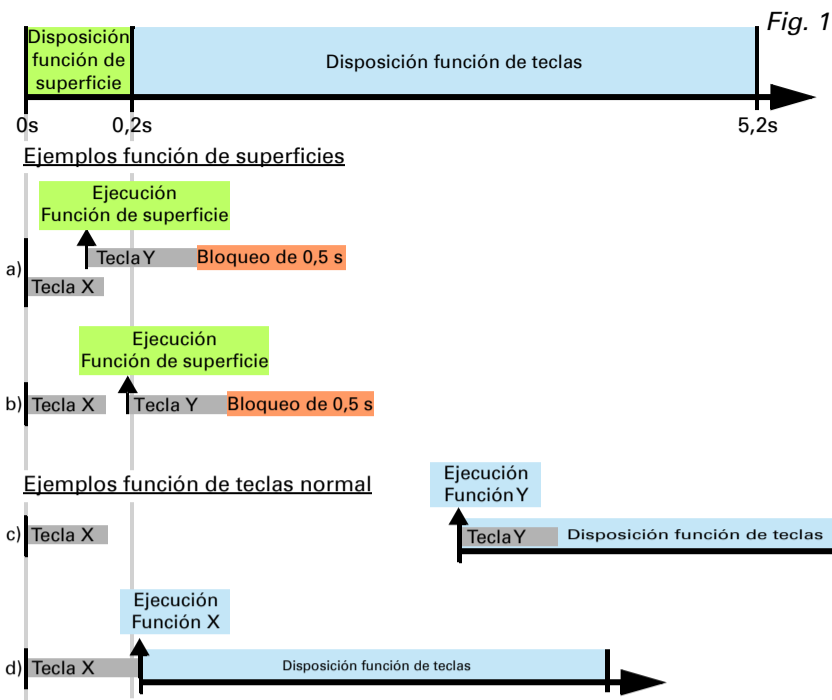 Fig. 1
Disposición
función de
superficie
Disposición función de teclas
0s
0,2s
5,2s
Ejemplos función de superficies
Ejecución
Función de superficie
a)
Tecla Y
Bloqueo de 0,5 s
Tecla X
Ejecución
Función de superficie
b)
Tecla X
Tecla Y
Bloqueo de 0,5 s
Ejemplos función de teclas normal
Ejecución
Función Y
c)
Tecla X
Tecla Y
Disposición función de teclas
Ejecución
Función X
d)
Tecla X
Disposición función de teclas